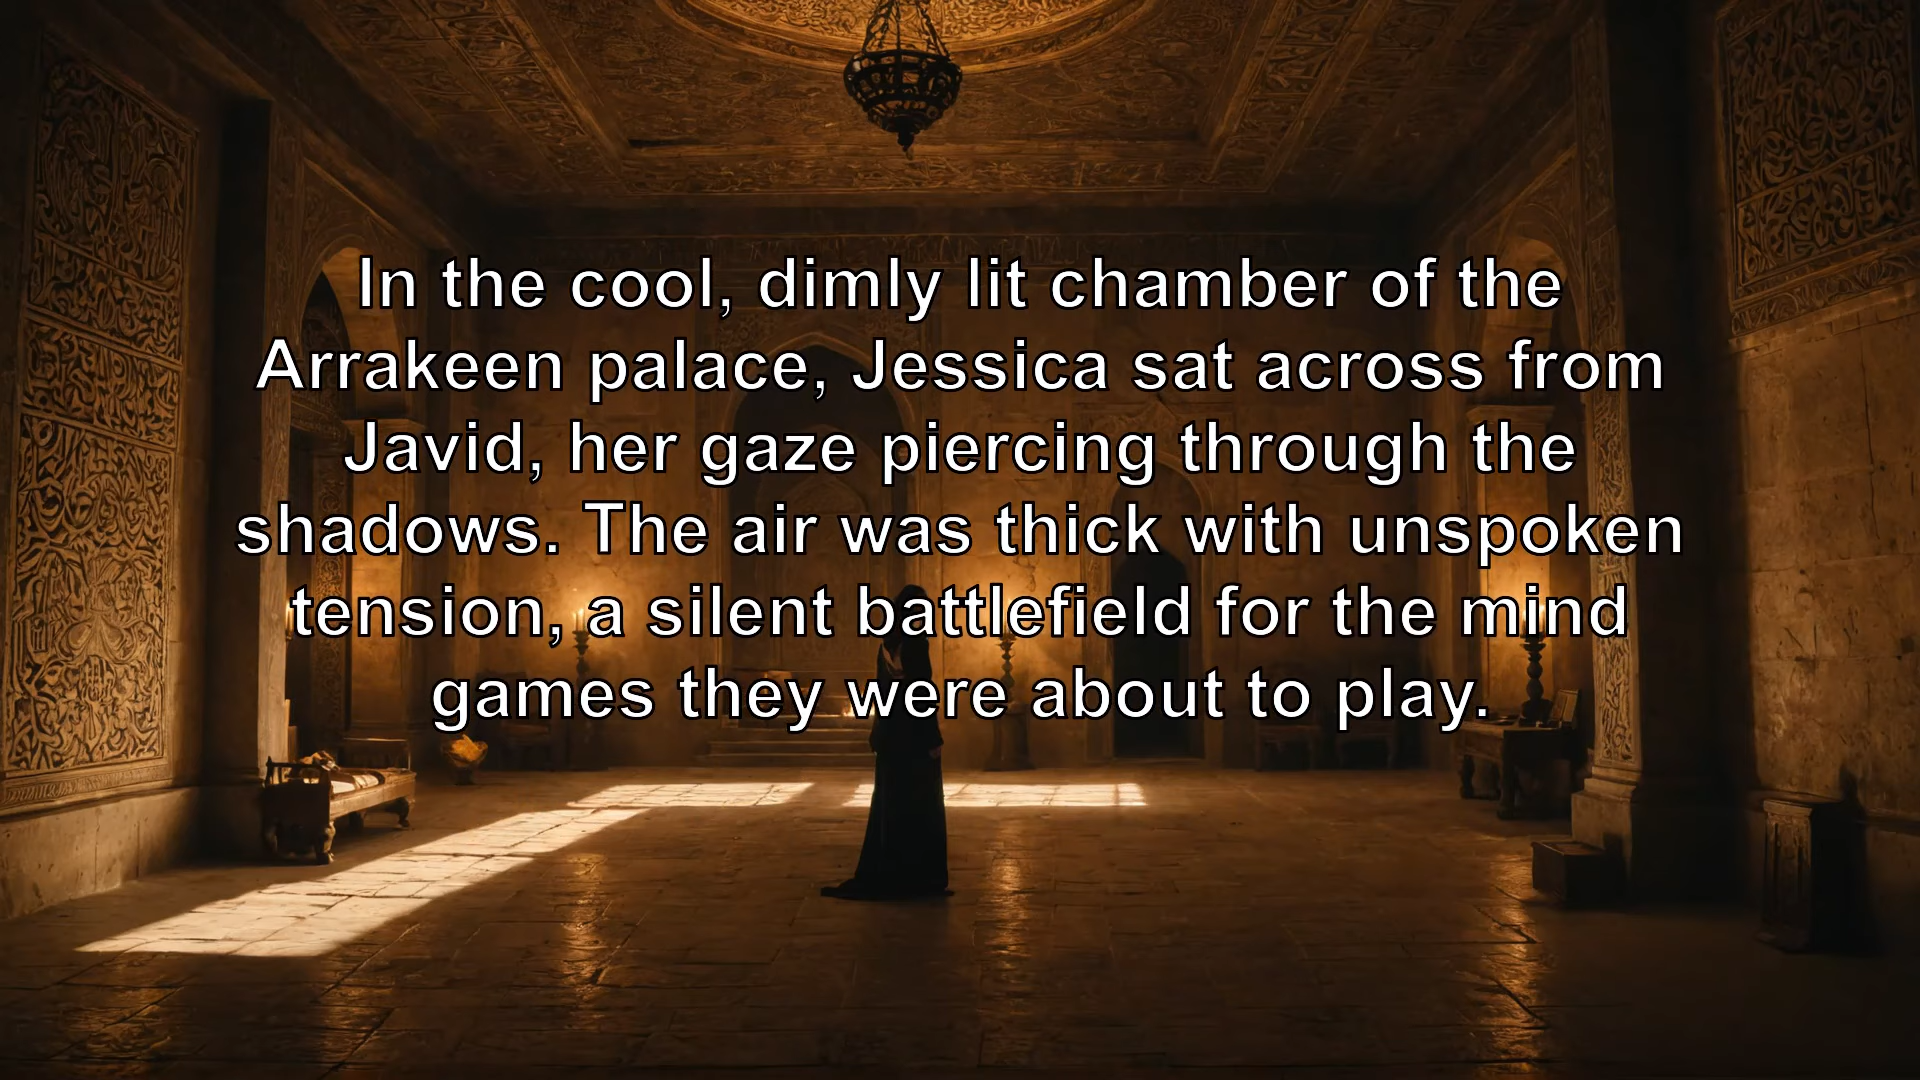 In the cool, dimly lit chamber of the
Arrakeen palace, Jessica sat across from
Javid, her gaze piercing through the
shadows. The air was thick with unspoken
tension, a silent battlefield for the mind
games they were about to play.